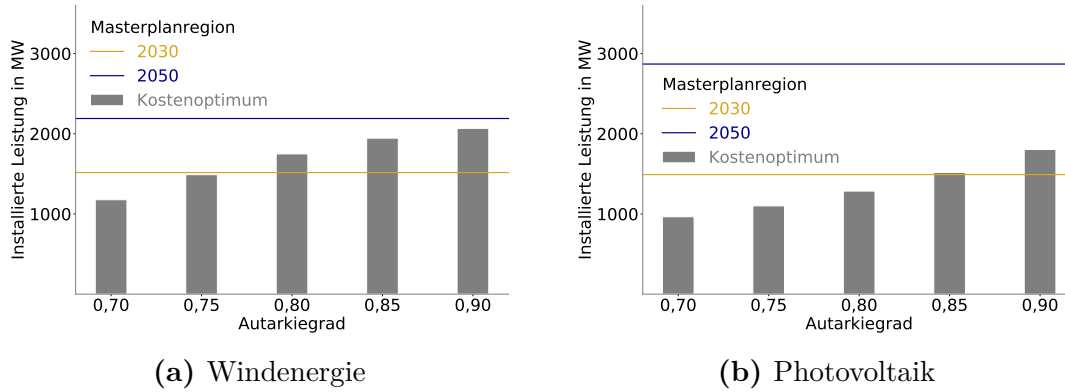 Installierte Leistung in MW
3000
2000
1000
Masterplanregion
2030
2050
Kostenoptimum
0,70 0,75 0,80 0,85 0,90
Autarkiegrad
(a) Windenergie
Installierte Leistung in MW
3000
2000
1000
Masterplanregion
2030
2050
Kostenoptimum
0,70 0,75 0,80 0,85 0,90
Autarkiegrad
(b) Photovoltaik